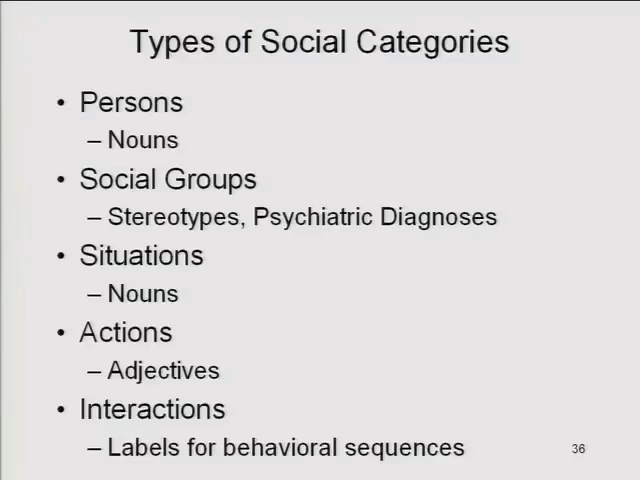 Types of Social Categories
• Persons
– Nouns
• Social Groups
– Stereotypes, Psychiatric Diagnoses
• Situations
– Nouns
• Actions
– Adjectives
• Interactions
– Labels for behavioral sequences
36